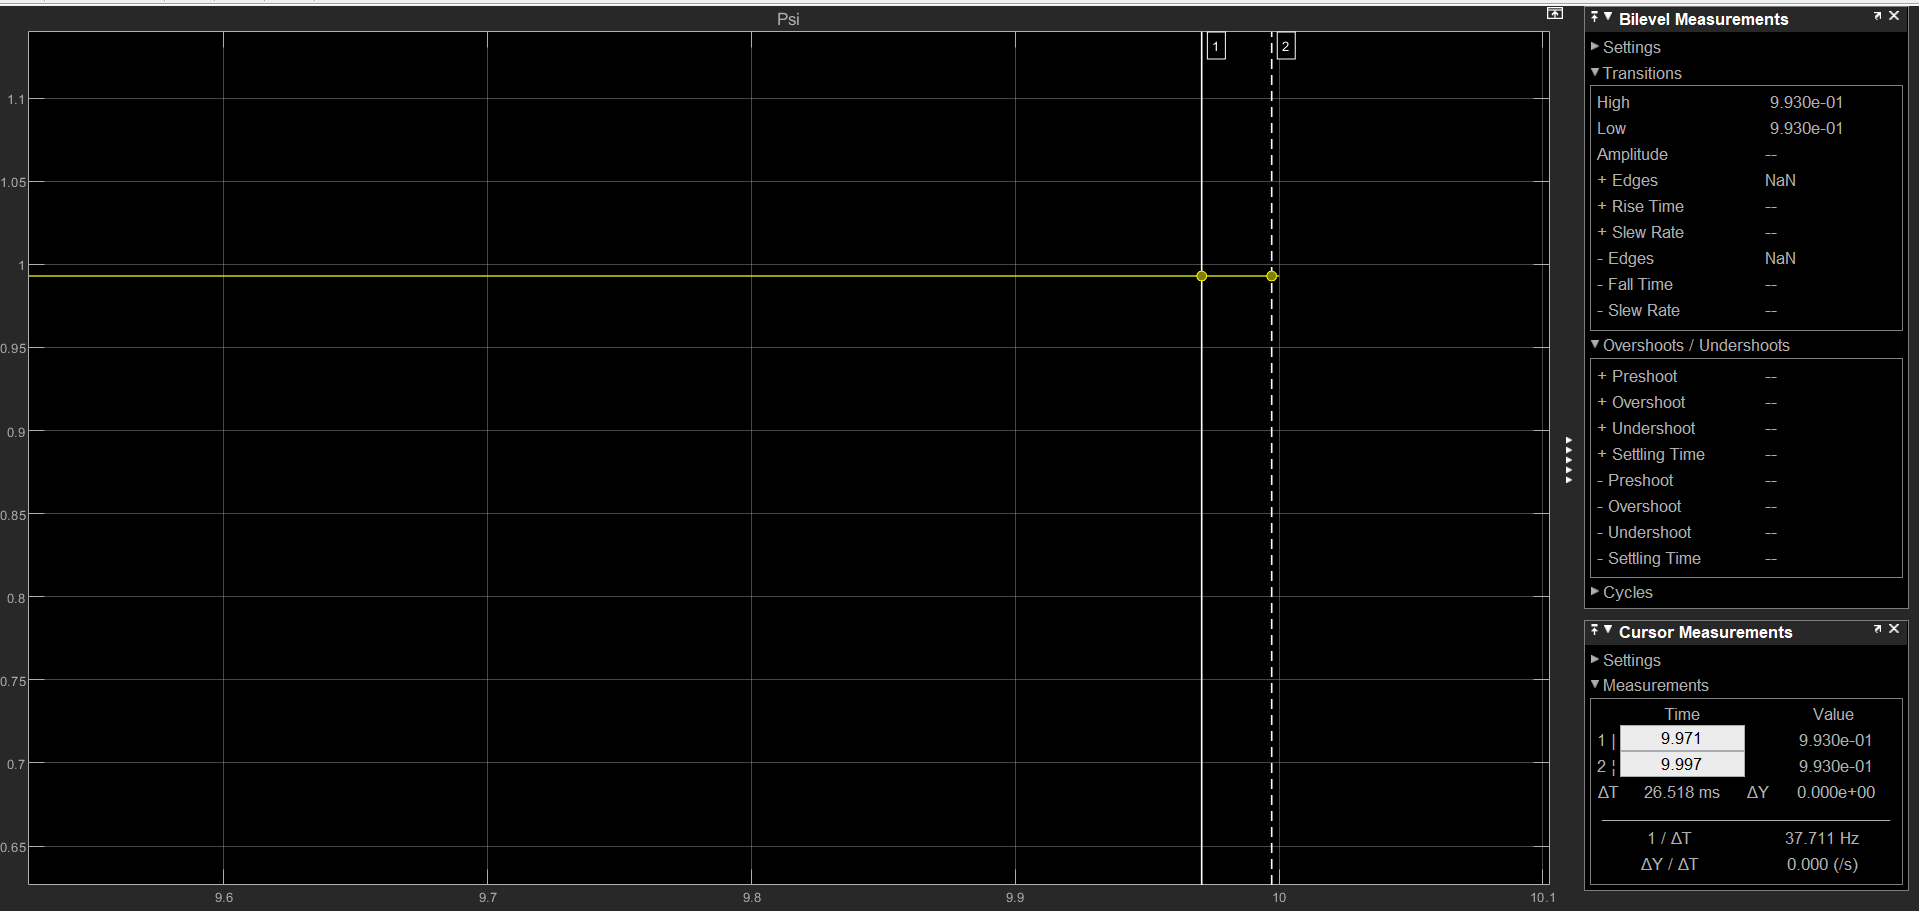 Psi
1
2
1.1
1.05
1
0.95
0.9
0.85
0.8
0.75
0.7
0.65
9.6 9.7 9.8 9.9 10 10.1
Bilevel Measurements
Settings
Transitions
High 9.930e-01
Low 9.930e-01
Amplitude --
+ Edges NaN
+ Rise Time --
+ Slew Rate --
- Edges NaN
- Fall Time --
- Slew Rate --
Overshoots / Undershoots
+ Preshoot --
+ Overshoot --
+ Undershoot --
+ Settling Time --
- Preshoot --
- Overshoot --
- Undershoot --
- Settling Time --
Cycles
Cursor Measurements
Settings
Measurements
Time Value
1 | 9.971 9.930e-01
2 ¦ 9.997 9.930e-01
ΔT 26.518 ms ΔY 0.000e+00
1 / ΔT 37.711 Hz
ΔY / ΔT 0.000 (/s)